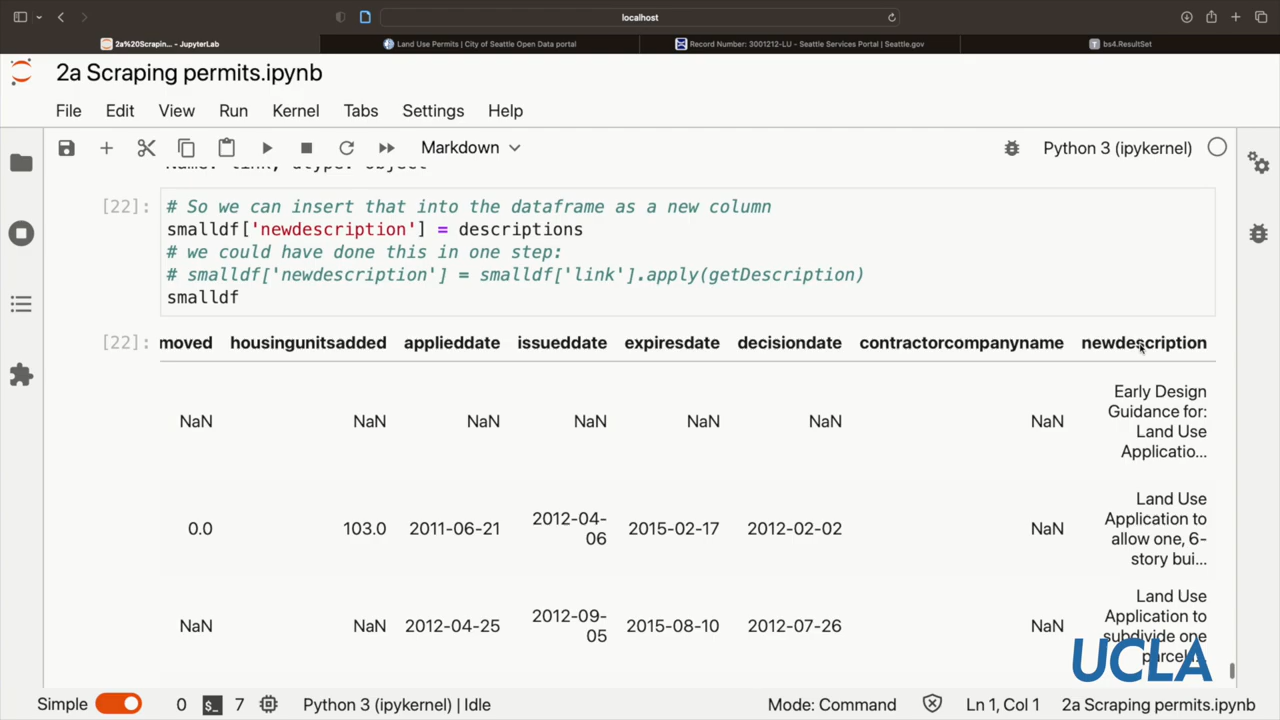 localhost
2a%20Scrapin... - JupyterLab
Land Use Permits | City of Seattle Open Data portal
Record Number: 3001212-LU - Seattle Services Portal | Seattle.gov
T bs4.ResultSet
2a Scraping permits.ipynb
File Edit View Run Kernel Tabs Settings Help
Markdown Python 3 (ipykernel)
Name: link, dtype: object
[22]: # So we can insert that into the dataframe as a new column
smalldf['newdescription'] = descriptions
# we could have done this in one step:
# smalldf['newdescription'] = smalldf['link'].apply(getDescription)
smalldf
[22]: moved housingunitsadded applieddate issueddate expiresdate decisiondate contractorcompanyname newdescription
NaN NaN NaN NaN NaN NaN NaN Early Design
Guidance for:
Land Use
Applicatio...
0.0 103.0 2011-06-21 2012-04-
06 2015-02-17 2012-02-02 NaN Land Use
Application to
allow one, 6-
story bui...
NaN NaN 2012-04-25 2012-09-
05 2015-08-10 2012-07-26 NaN Land Use
Application to
subdivide one
parcel...
UCLA
Simple 0 $_ 7 Python 3 (ipykernel) | Idle Mode: Command Ln 1, Col 1 2a Scraping permits.ipynb